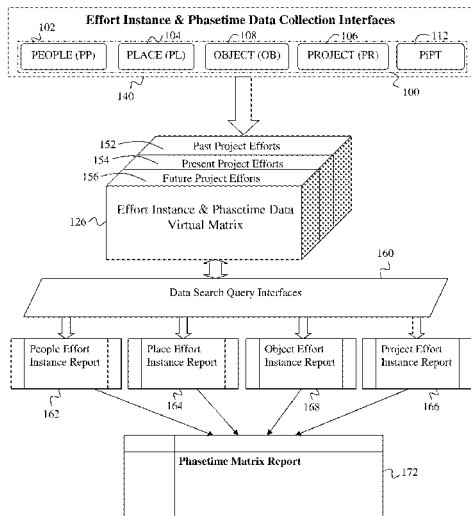 Effort Instance & Phasetime Data Collection Interfaces
102
104
108
106
112
PEOPLE (PP)
PLACE (PL)
OBJECT (OB)
PROJECT (PR)
PiPT
140
100
152
Past Project Efforts
154
Present Project Efforts
156
Future Project Efforts
Effort Instance & Phasetime Data
Virtual Matrix
126
160
Data Search Query Interfaces
People Effort
Instance Report
Place Effort
Instance Report
Object Effort
Instance Report
Project Effort
Instance Report
162
164
168
166
Phasetime Matrix Report
172